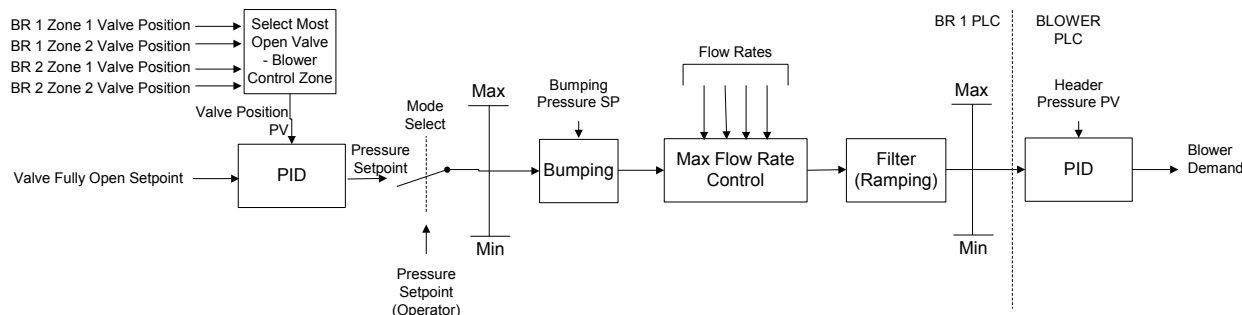 BR 1 Zone 1 Valve Position
BR 1 Zone 2 Valve Position
BR 2 Zone 1 Valve Position
BR 2 Zone 2 Valve Position
Select Most
Open Valve
- Blower
Control Zone
Valve Position
PV
Valve Fully Open Setpoint
PID
Pressure
Setpoint
Mode
Select
Pressure
Setpoint
(Operator)
Max
Min
Bumping
Pressure SP
Bumping
Flow Rates
Max Flow Rate
Control
Filter
(Ramping)
BR 1 PLC
BLOWER
PLC
Max
Min
Header
Pressure PV
PID
Blower
Demand